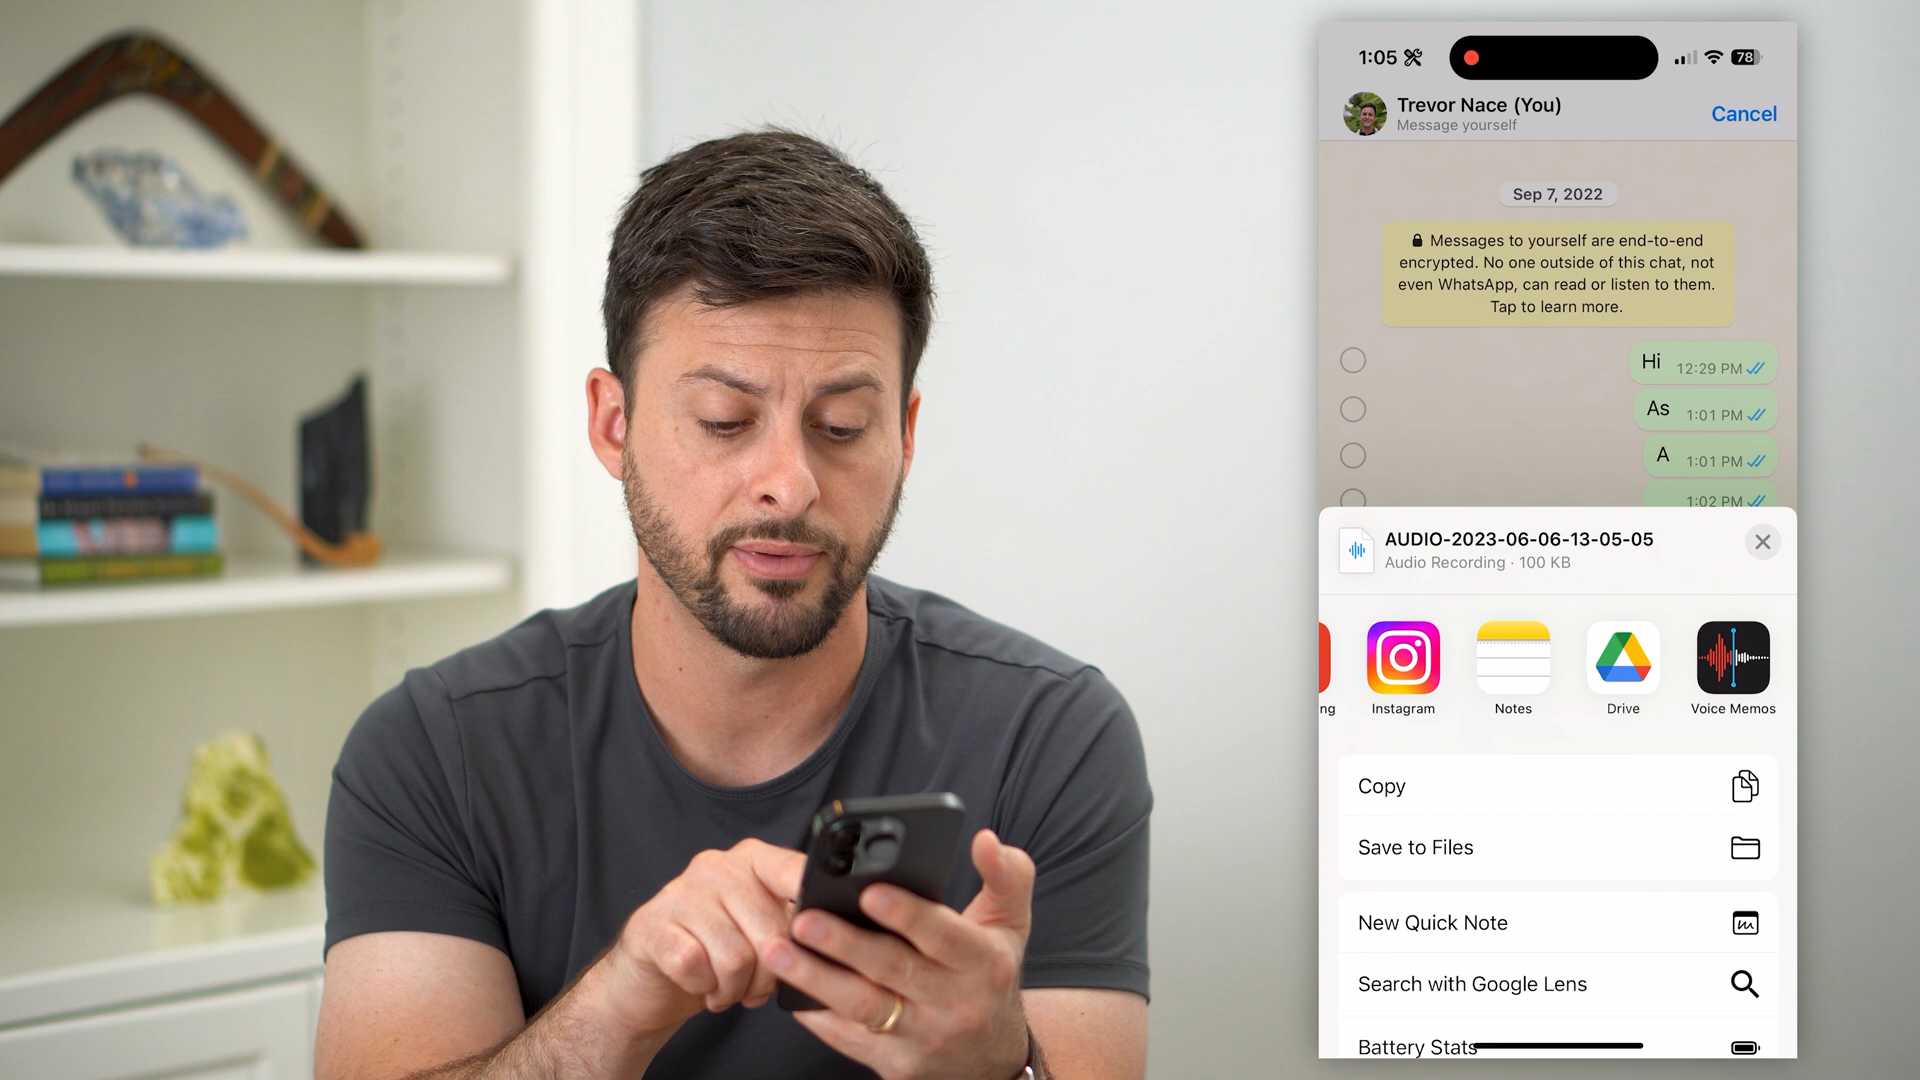 1:05
78
Trevor Nace (You)
Message yourself
Cancel
Sep 7, 2022
Messages to yourself are end-to-end
encrypted. No one outside of this chat, not
even WhatsApp, can read or listen to them.
Tap to learn more.
Hi 12:29 PM
As 1:01 PM
A 1:01 PM
1:02 PM
AUDIO-2023-06-06-13-05-05
Audio Recording · 100 KB
ng Instagram Notes Drive Voice Memos
Copy
Save to Files
New Quick Note
Search with Google Lens
Battery Stats